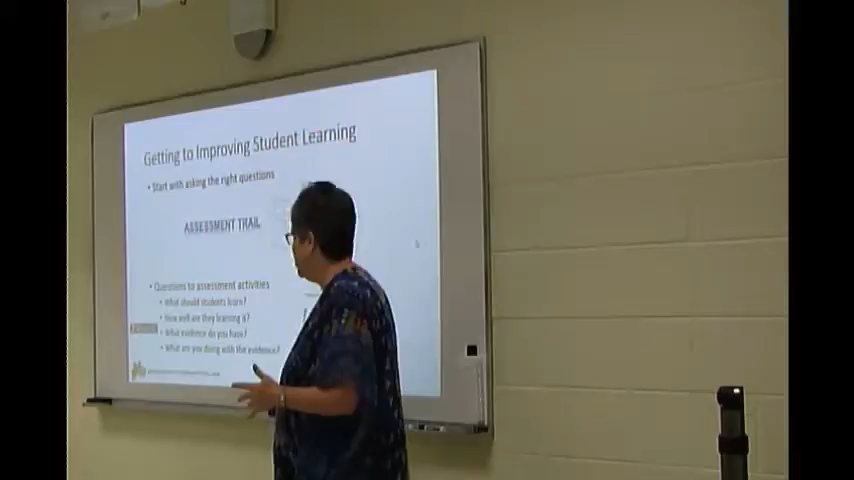 Getting to Improving Student Learning
• Start with asking the right questions
ASSESSMENT TRAIL
• Questions to assessment activities
• What should students learn?
• How well are they learning it?
• What evidence do you have?
• What are you doing with the evidence?